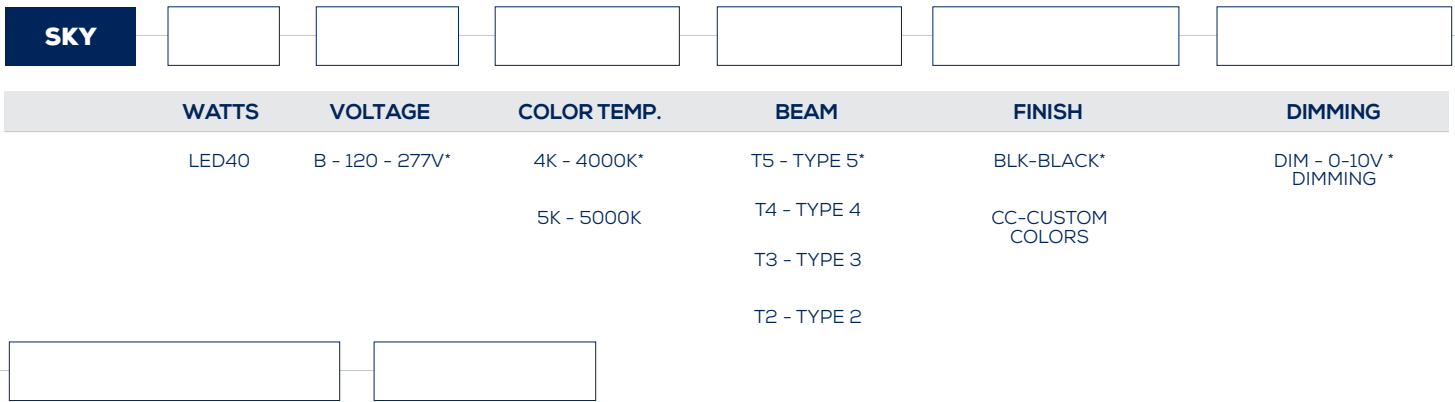 SKY
WATTS VOLTAGE COLOR TEMP. BEAM FINISH DIMMING
LED40 B - 120 - 277V* 4K - 4000K* T5 - TYPE 5* BLK-BLACK* DIM - 0-10V *
DIMMING
5K - 5000K T4 - TYPE 4 CC-CUSTOM
COLORS
T3 - TYPE 3
T2 - TYPE 2